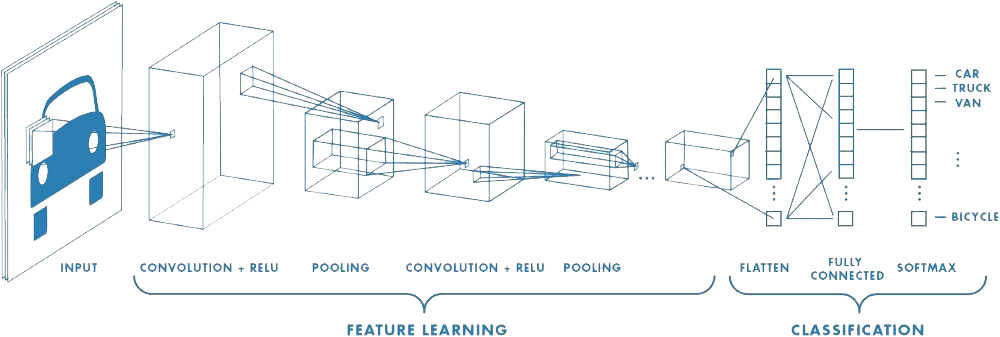 CAR
TRUCK
VAN
BICYCLE
INPUT
CONVOLUTION + RELU
POOLING
CONVOLUTION + RELU
POOLING
FLATTEN
FULLY
CONNECTED
SOFTMAX
FEATURE LEARNING
CLASSIFICATION